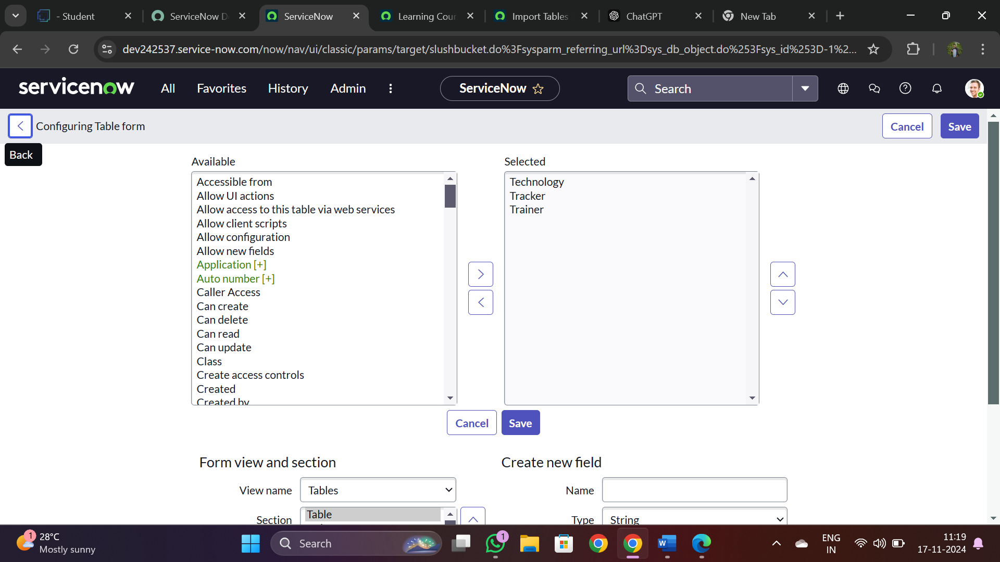 - Student
ServiceNow D
ServiceNow
Learning Cour
Import Tables
ChatGPT
New Tab
dev242537.service-now.com/now/nav/ui/classic/params/target/slushbucket.do%3Fsysparm_referring_url%3Dsys_db_object.do%253Fsys_id%253D-1%2...
servicenow
All
Favorites
History
Admin
ServiceNow
Search
Configuring Table form
Cancel
Save
Back
Available
Selected
Accessible from
Allow UI actions
Allow access to this table via web services
Allow client scripts
Allow configuration
Allow new fields
Application [+]
Auto number [+]
Caller Access
Can create
Can delete
Can read
Can update
Class
Create access controls
Created
Created by
Technology
Tracker
Trainer
Cancel
Save
Form view and section
Create new field
View name
Tables
Name
Section
Table
Type
String
1
28°C
Mostly sunny
Search
1
ENG
IN
11:19
17-11-2024